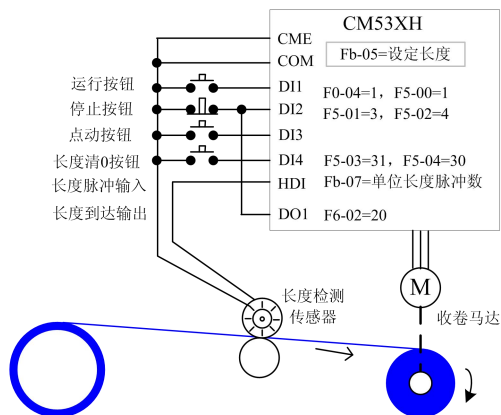 CM53XH
CME
Fb-05=设定长度
COM
运行按钮
DI1
F0-04=1，F5-00=1
停止按钮
DI2
F5-01=3，F5-02=4
点动按钮
DI3
长度清0按钮
DI4
F5-03=31，F5-04=30
长度脉冲输入
HDI
Fb-07=单位长度脉冲数
长度到达输出
DO1
F6-02=20
M
长度检测
传感器
收卷马达